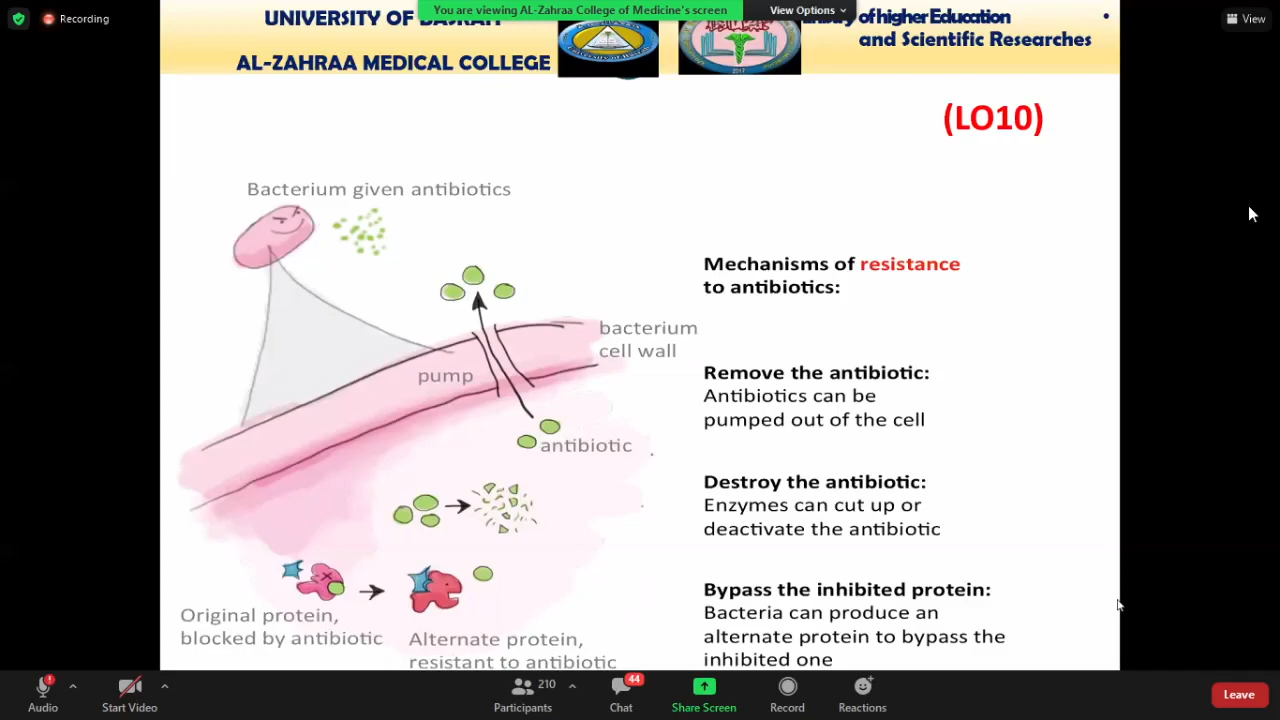 UNIVERSITY OF BASRAH
You are viewing AL-Zahraa College of Medicine's screen
View Options
of higher Education
View
Recording
AL-ZAHRAA MEDICAL COLLEGE
and Scientific Researches
2017
(LO10)
Bacterium given antibiotics
Mechanisms of resistance
to antibiotics:
bacterium
cell wall
pump
Remove the antibiotic:
Antibiotics can be
pumped out of the cell
antibiotic
Destroy the antibiotic:
Enzymes can cut up or
deactivate the antibiotic
Bypass the inhibited protein:
Bacteria can produce an
alternate protein to bypass the
inhibited one
Original protein,
blocked by antibiotic
Alternate protein,
resistant to antibiotic
Audio
Start Video
210
Participants
44
Chat
Share Screen
Record
Reactions
Leave